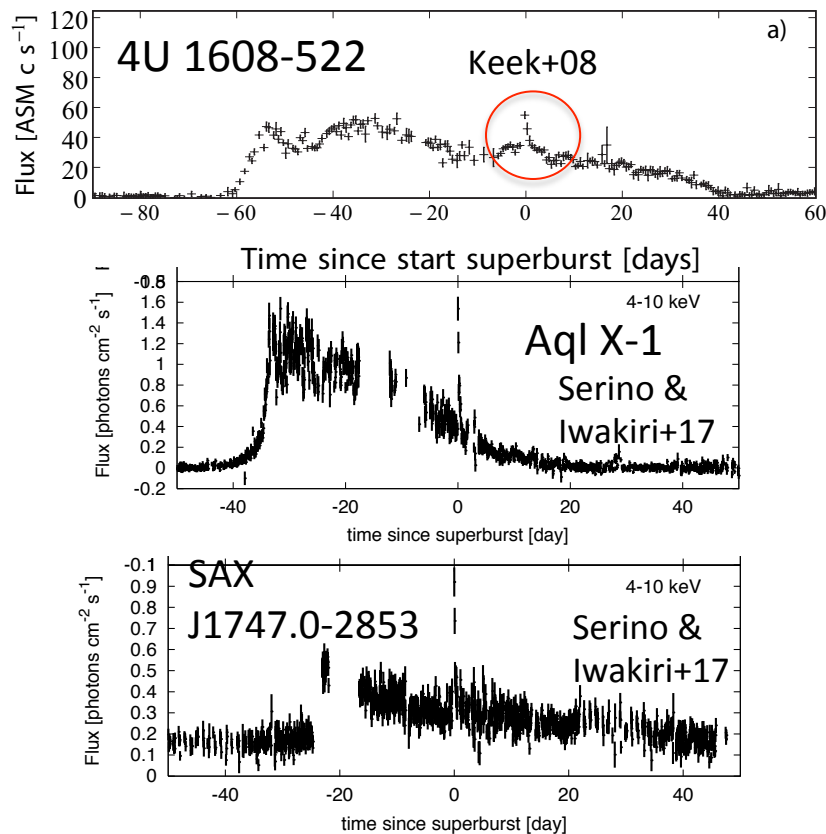 4U 1608-522
Keek+08
a)
Flux [ASM c s⁻¹]
120
100
80
60
40
20
0
−80 −60 −40 −20 0 20 40 60
Time since start superburst [days]
Aql X-1
Serino &
Iwakiri+17
4-10 keV
Flux [photons cm⁻² s⁻¹]
1.6
1.4
1.2
1
0.8
0.6
0.4
0.2
0
-0.2
-40 -20 0 20 40
time since superburst [day]
SAX
J1747.0-2853
4-10 keV
Serino &
Iwakiri+17
Flux [photons cm⁻² s⁻¹]
-0.1
0.9
0.8
0.7
0.6
0.5
0.4
0.3
0.2
0.1
0
-40 -20 0 20 40
time since superburst [day]